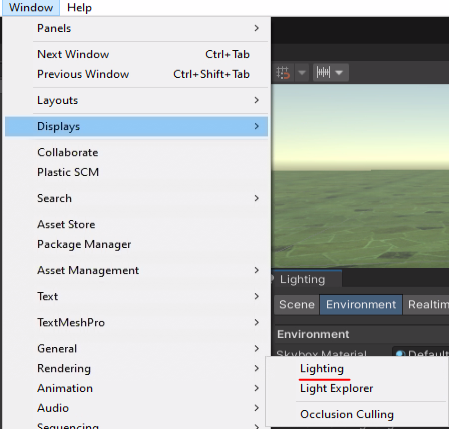 Window Help
Panels
Next Window Ctrl+Tab
Previous Window Ctrl+Shift+Tab
Layouts
Displays
Collaborate
Plastic SCM
Search
Asset Store
Package Manager
Asset Management
Text
TextMeshPro
General
Rendering
Animation
Audio
Sequencing
Lighting
Scene Environment Realtim
Environment
Skybox Material Default
Lighting
Light Explorer
Occlusion Culling